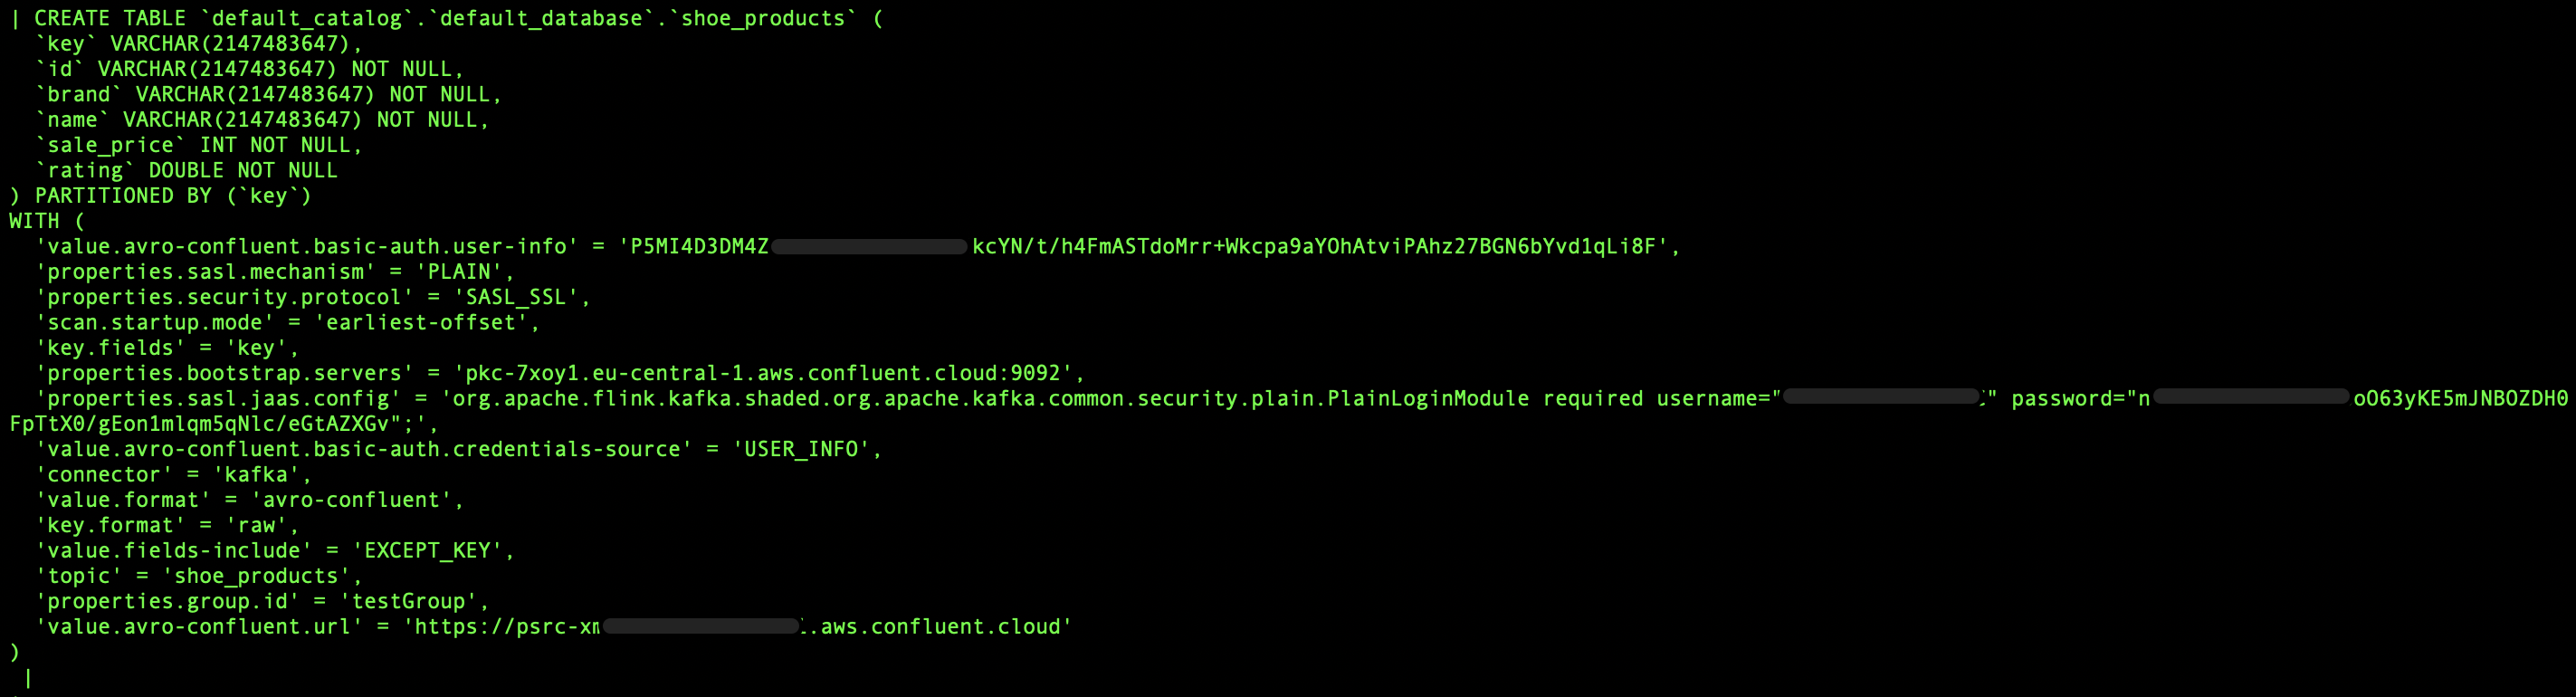 | CREATE TABLE `default_catalog`.`default_database`.`shoe_products` (
  `key` VARCHAR(2147483647),
  `id` VARCHAR(2147483647) NOT NULL,
  `brand` VARCHAR(2147483647) NOT NULL,
  `name` VARCHAR(2147483647) NOT NULL,
  `sale_price` INT NOT NULL,
  `rating` DOUBLE NOT NULL
) PARTITIONED BY (`key`)
WITH (
  'value.avro-confluent.basic-auth.user-info' = 'P5MI4D3DM4Z kcYN/t/h4FmASTdoMrr+Wkcpa9aYOhAtviPAhz27BGN6bYvd1qLi8F',
  'properties.sasl.mechanism' = 'PLAIN',
  'properties.security.protocol' = 'SASL_SSL',
  'scan.startup.mode' = 'earliest-offset',
  'key.fields' = 'key',
  'properties.bootstrap.servers' = 'pkc-7xoy1.eu-central-1.aws.confluent.cloud:9092',
  'properties.sasl.jaas.config' = 'org.apache.flink.kafka.shaded.org.apache.kafka.common.security.plain.PlainLoginModule required username=" " password="n oO63yKE5mJNBOZDH0
FpTtX0/gEon1mlqm5qNlc/eGtAZXGv";',
  'value.avro-confluent.basic-auth.credentials-source' = 'USER_INFO',
  'connector' = 'kafka',
  'value.format' = 'avro-confluent',
  'key.format' = 'raw',
  'value.fields-include' = 'EXCEPT_KEY',
  'topic' = 'shoe_products',
  'properties.group.id' = 'testGroup',
  'value.avro-confluent.url' = 'https://psrc-x .aws.confluent.cloud'
)
 |